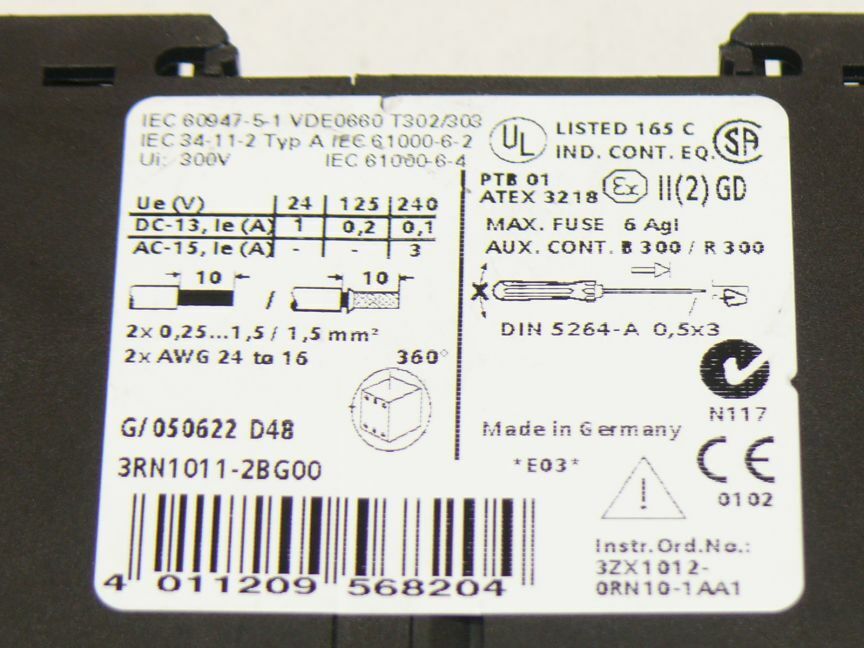 IEC 60947-5-1 VDE0660 T302/303
IEC 34-11-2 Typ A IEC 61000-6-2
Ui: 300V IEC 61000-6-4
Ue (V) 24 125 240
DC-13, Ie (A) 1 0,2 0,1
AC-15, Ie (A) - - 3
10 / 10
2x 0,25...1,5 / 1,5 mm²
2x AWG 24 to 16 360°
G/050622 D48
3RN1011-2BG00
4 011209 568204
UL LISTED 165 C SA
IND. CONT. EQ.
PTB 01
ATEX 3218 Ex II(2) GD
MAX. FUSE 6 AgI
AUX. CONT. B 300 / R 300
X
DIN 5264-A 0,5x3
N117
Made in Germany
*E03* ! CE
0102
Instr.Ord.No.:
3ZX1012-
0RN10-1AA1